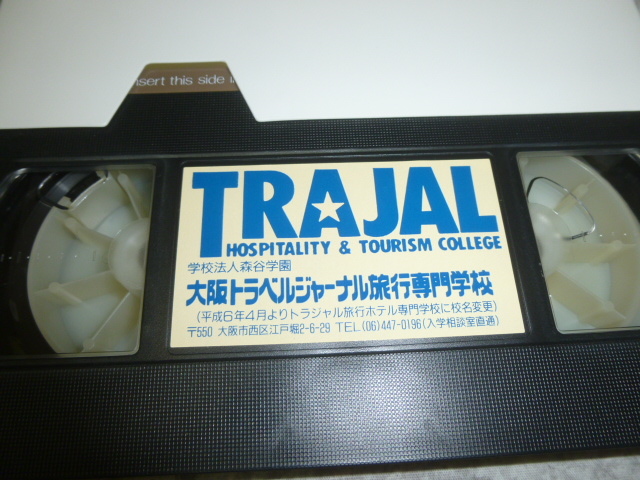 insert this side i
TRAJAL
HOSPITALITY & TOURISM COLLEGE
学校法人森谷学園
大阪トラベルジャーナル旅行専門学校
(平成6年4月よりトラジャル旅行ホテル専門学校に校名変更)
〒550 大阪市西区江戸堀2-6-29 TEL(06)447-0196(入学相談室直通)